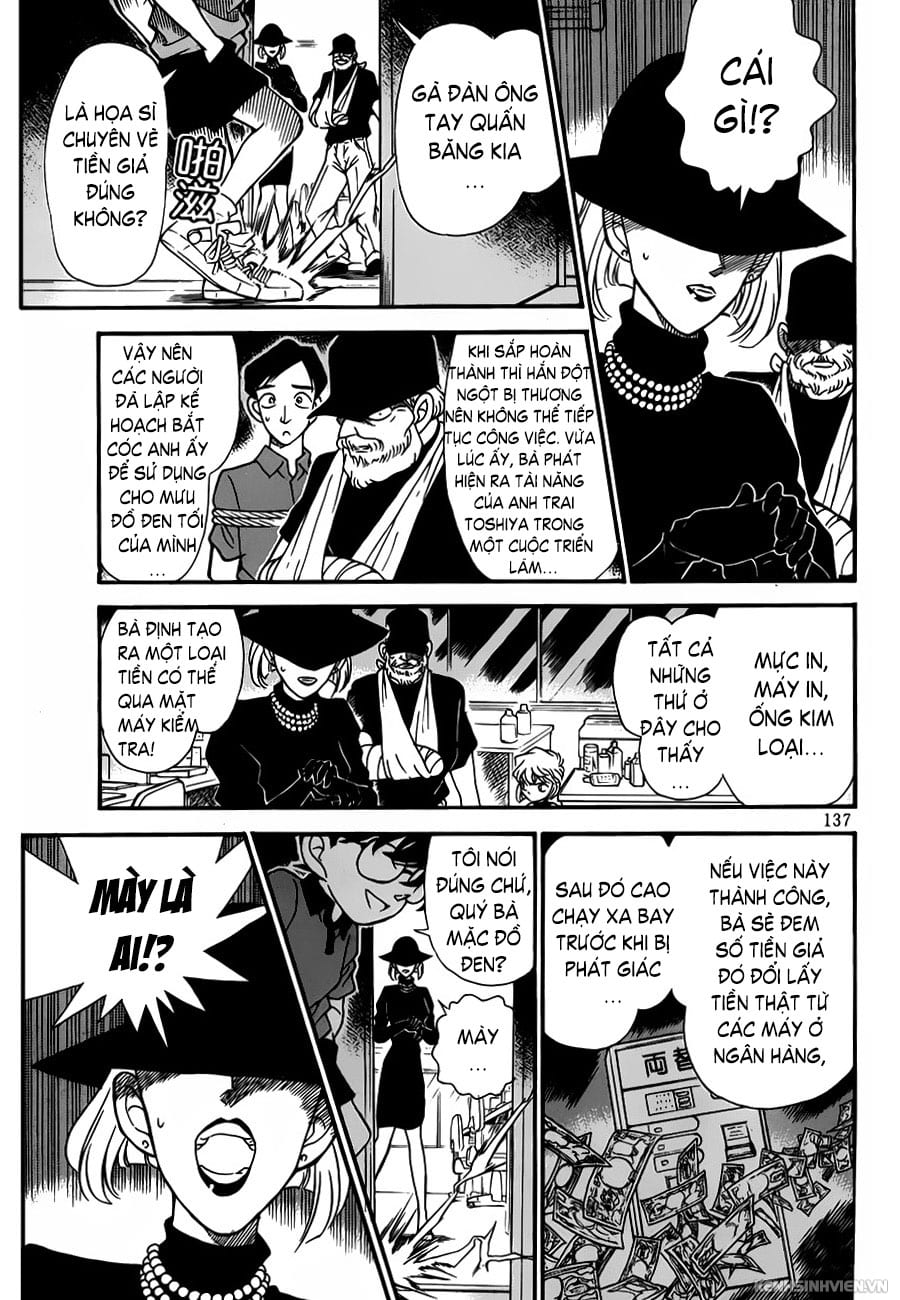 CÁI
GÌ!?
GÃ ĐÀN ÔNG
TAY QUẤN
BĂNG KIA
...
LÀ HỌA SĨ
CHUYÊN VẼ
TIỀN GIẢ
ĐÚNG
KHÔNG?
啪
滋
KHI SẮP HOÀN
THÀNH THÌ HẮN ĐỘT
NGỘT BỊ THƯƠNG
NÊN KHÔNG THỂ TIẾP
TỤC CÔNG VIỆC. VỪA
LÚC ẤY, BÀ PHÁT
HIỆN RA TÀI NĂNG
CỦA ANH TRAI
TOSHIYA TRONG
MỘT CUỘC TRIỂN
LÃM...
VẬY NÊN
CÁC NGƯỜI
ĐÃ LẬP KẾ
HOẠCH BẮT
CÓC ANH ẤY
ĐỂ SỬ DỤNG
CHO MƯU
ĐỒ ĐEN TỐI
CỦA MÌNH
...
MỰC IN,
MÁY IN,
ỐNG KIM
LOẠI...
TẤT CẢ
NHỮNG
THỨ Ở
ĐÂY CHO
THẤY
...
BÀ ĐỊNH TẠO
RA MỘT LOẠI
TIỀN CÓ THỂ
QUA MẶT
MÁY KIỂM
TRA!
137
NẾU VIỆC NÀY
THÀNH CÔNG,
BÀ SẼ ĐEM
SỐ TIỀN GIẢ
ĐÓ ĐỔI LẤY
TIỀN THẬT TỪ
CÁC MÁY Ở
NGÂN HÀNG,
SAU ĐÓ CAO
CHẠY XA BAY
TRƯỚC KHI BỊ
PHÁT GIÁC
...
両替
TÔI NÓI
ĐÚNG CHỨ,
QUÝ BÀ
MẶC ĐỒ
ĐEN?
MÀY
...
MÀY LÀ
AI!?
KENHSINHVIEN.VN